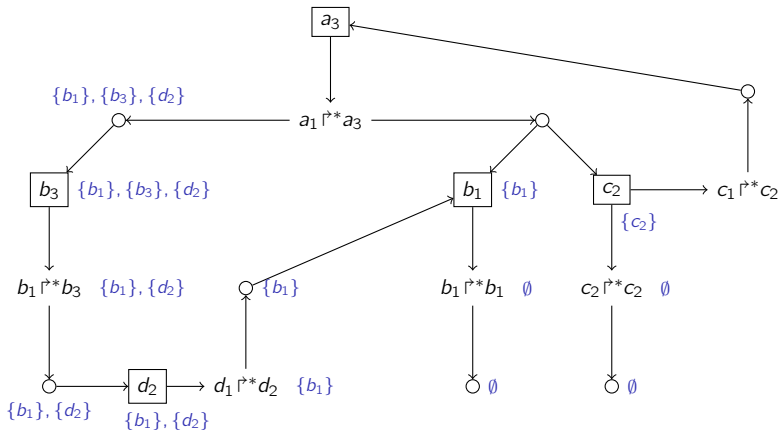 a₃
{b₁}, {b₃}, {d₂}
a₁ ↱* a₃
b₃ {b₁}, {b₃}, {d₂}
b₁ {b₁}
c₂
c₁ ↱* c₂
{c₂}
b₁ ↱* b₃ {b₁}, {d₂}
{b₁}
b₁ ↱* b₁ ∅
c₂ ↱* c₂ ∅
d₂
d₁ ↱* d₂ {b₁}
∅
∅
{b₁}, {d₂}
{b₁}, {d₂}